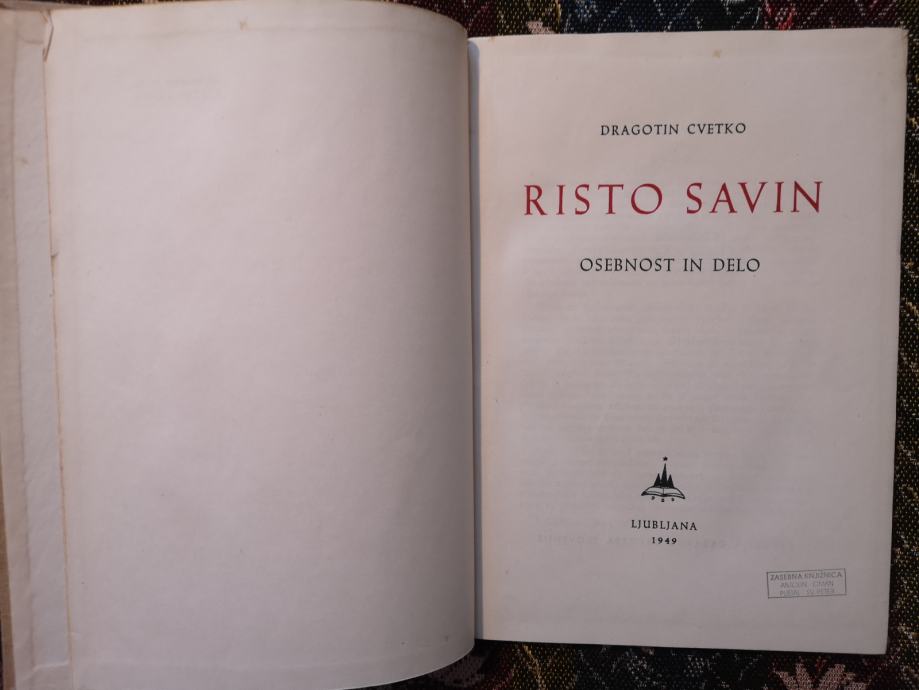 DRAGOTIN CVETKO
RISTO SAVIN
OSEBNOST IN DELO
LJUBLJANA
1949
ZASEBNA KNJIŽNICA